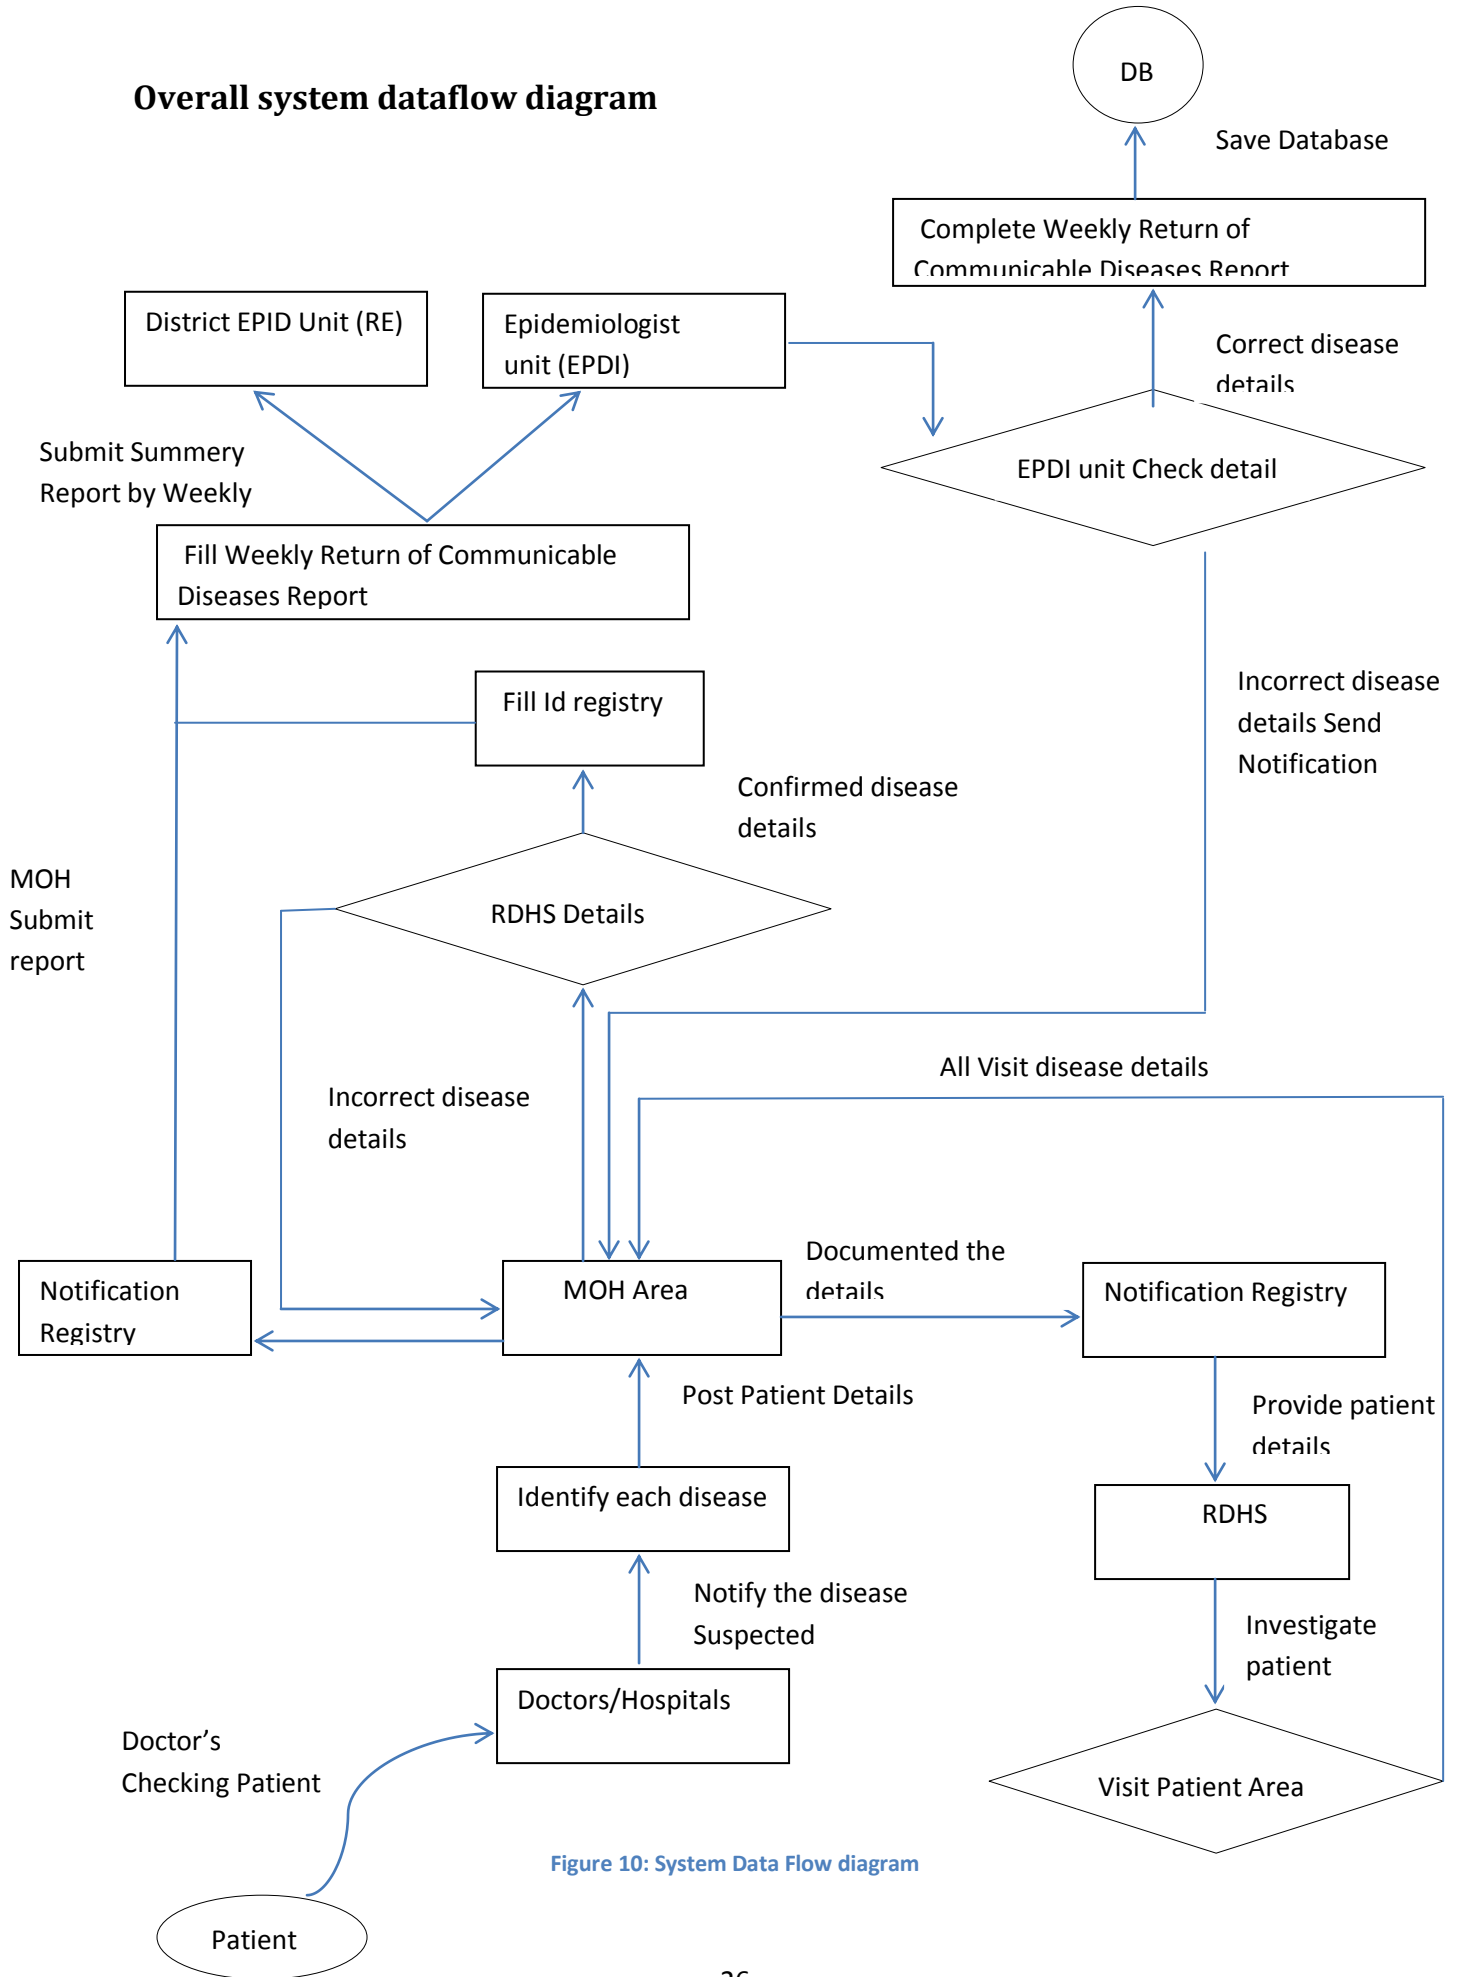 DB
Overall system dataflow diagram
Save Database
Complete Weekly Return of
Communicable Diseases Report
District EPID Unit (RE)
Epidemiologist
unit (EPDI)
Correct disease
details
Submit Summery
Report by Weekly
EPDI unit Check detail
Fill Weekly Return of Communicable
Diseases Report
Fill Id registry
Incorrect disease
details Send
Notification
Confirmed disease
details
MOH
Submit
report
RDHS Details
All Visit disease details
Incorrect disease
details
Documented the
details
Notification
Registry
MOH Area
Notification Registry
Post Patient Details
Provide patient
details
Identify each disease
RDHS
Notify the disease
Suspected
Investigate
patient
Doctors/Hospitals
Doctor’s
Checking Patient
Visit Patient Area
Figure 10: System Data Flow diagram
Patient